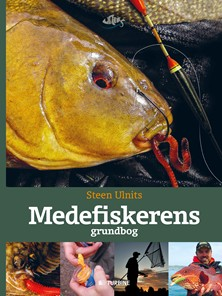 Steen Ulnits
Medefiskerens
grundbog
TURBINE